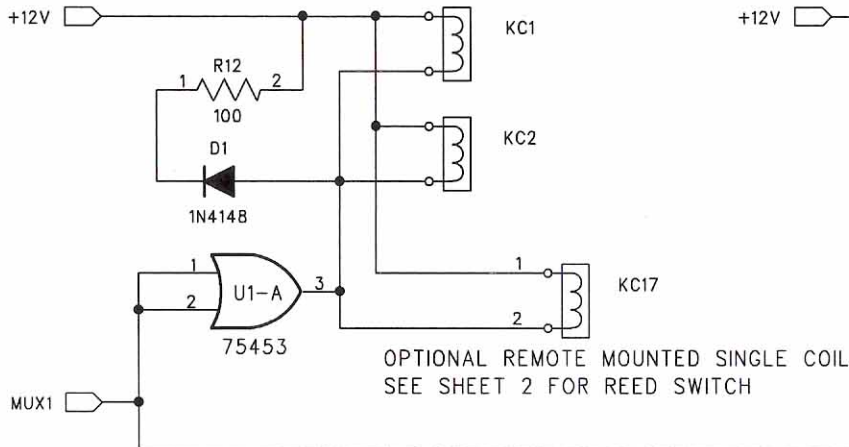 +12V
KC1
+12V
R12
1
2
100
KC2
D1
1N4148
1
1
U1-A
3
KC17
2
2
75453
OPTIONAL REMOTE MOUNTED SINGLE COIL
SEE SHEET 2 FOR REED SWITCH
MUX1